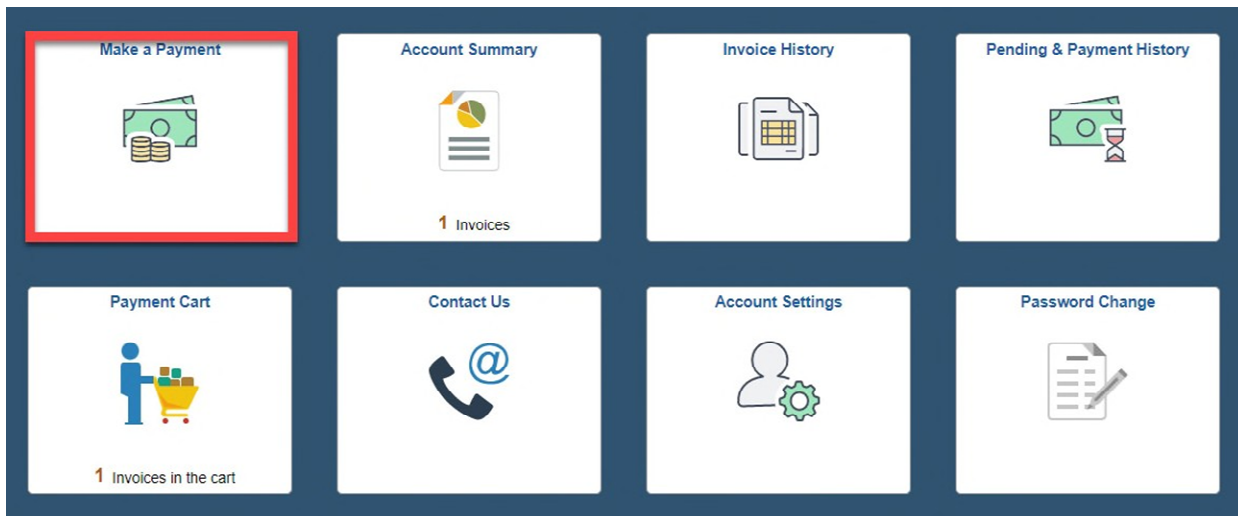 Make a Payment
Account Summary
Invoice History
Pending & Payment History
1 Invoices
Payment Cart
Contact Us
@
Account Settings
Password Change
1 Invoices in the cart